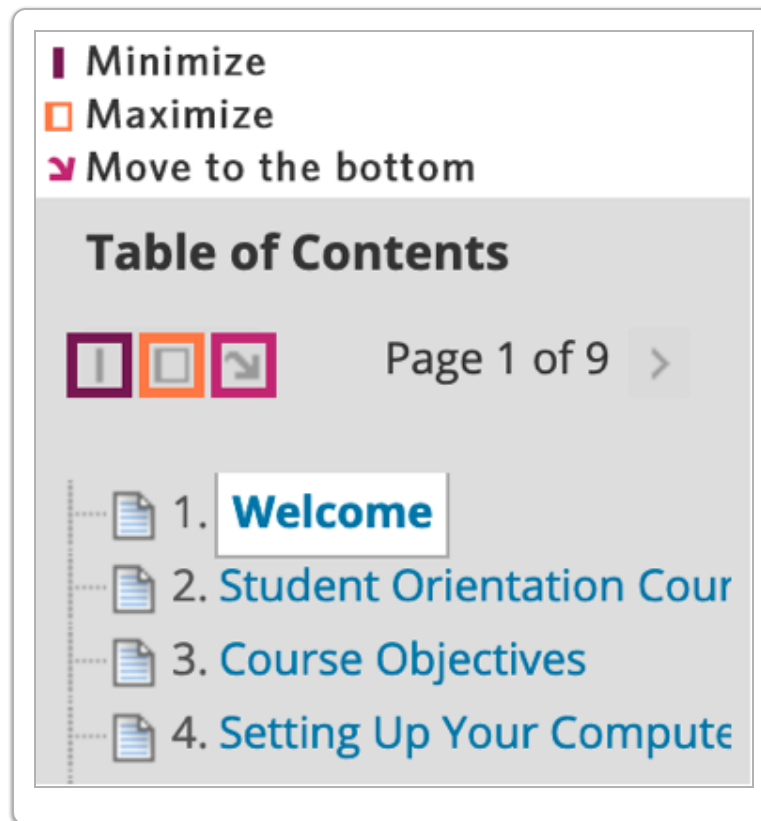 Minimize
Maximize
Move to the bottom
Table of Contents
Page 1 of 9
1. Welcome
2. Student Orientation Cour
3. Course Objectives
4. Setting Up Your Compute